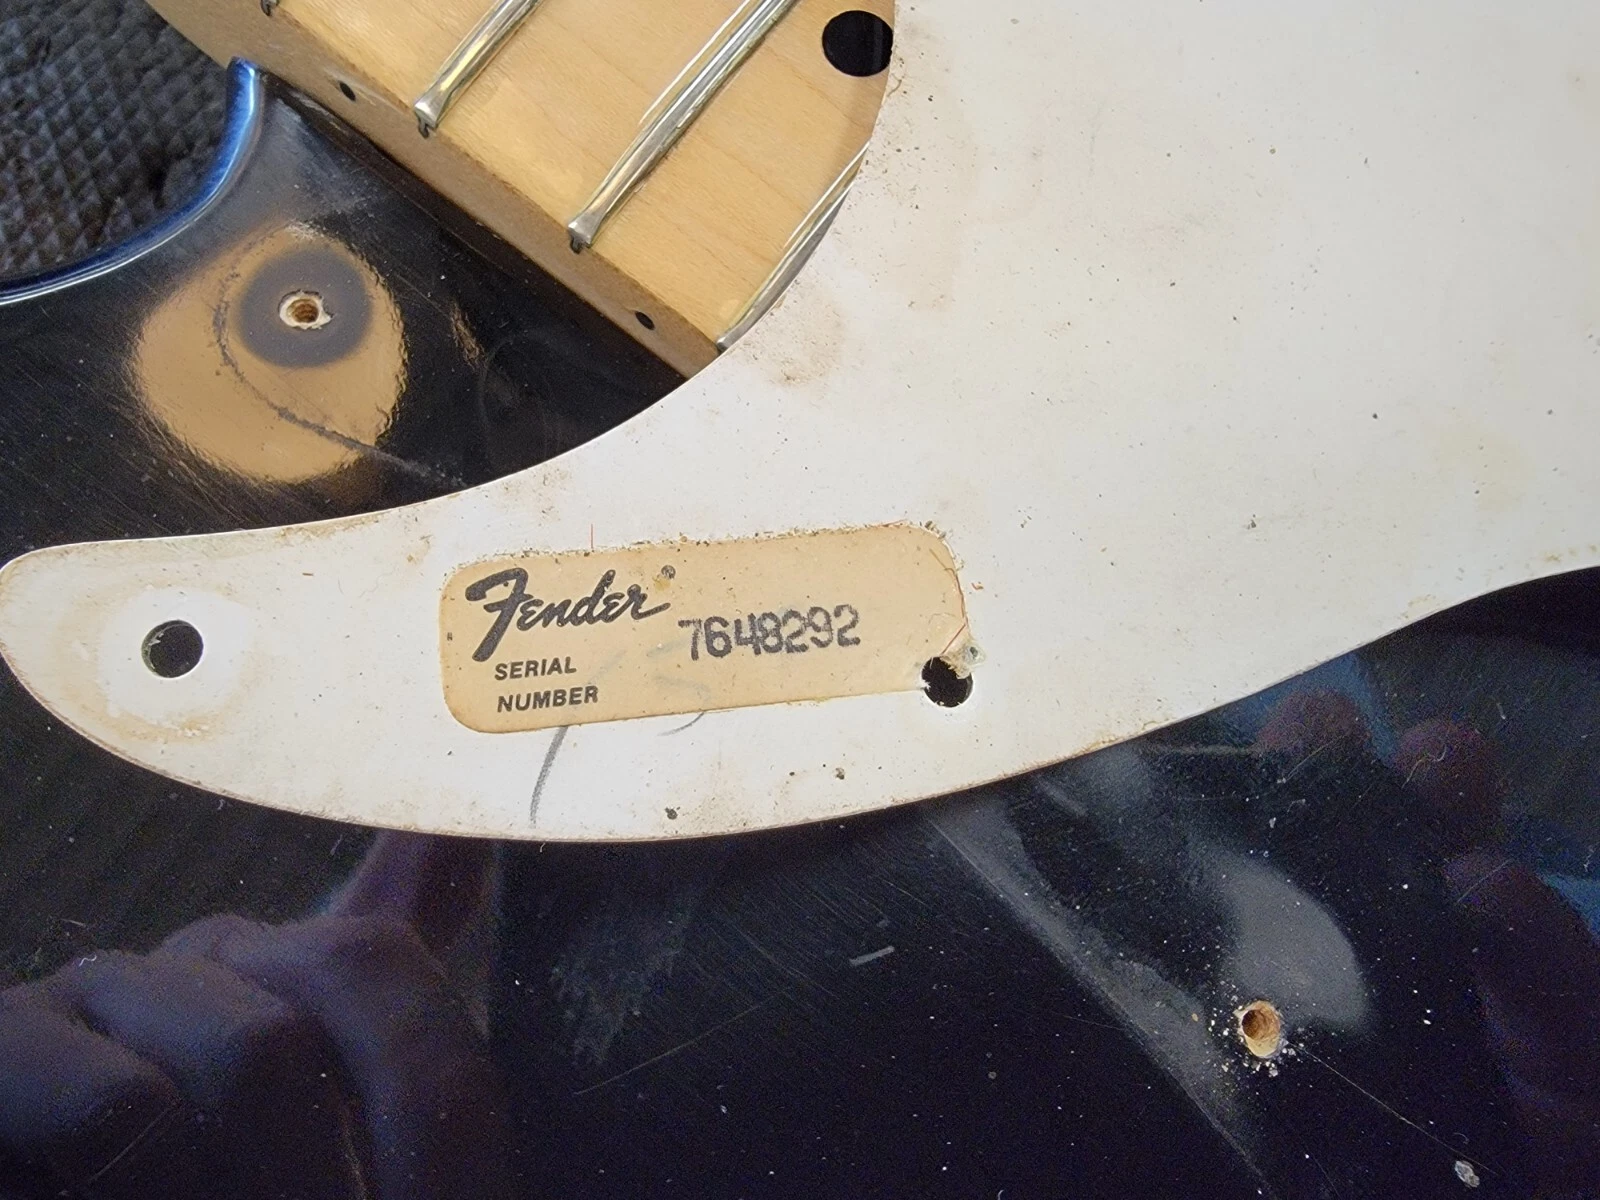 Fender®
7648292
SERIAL
NUMBER